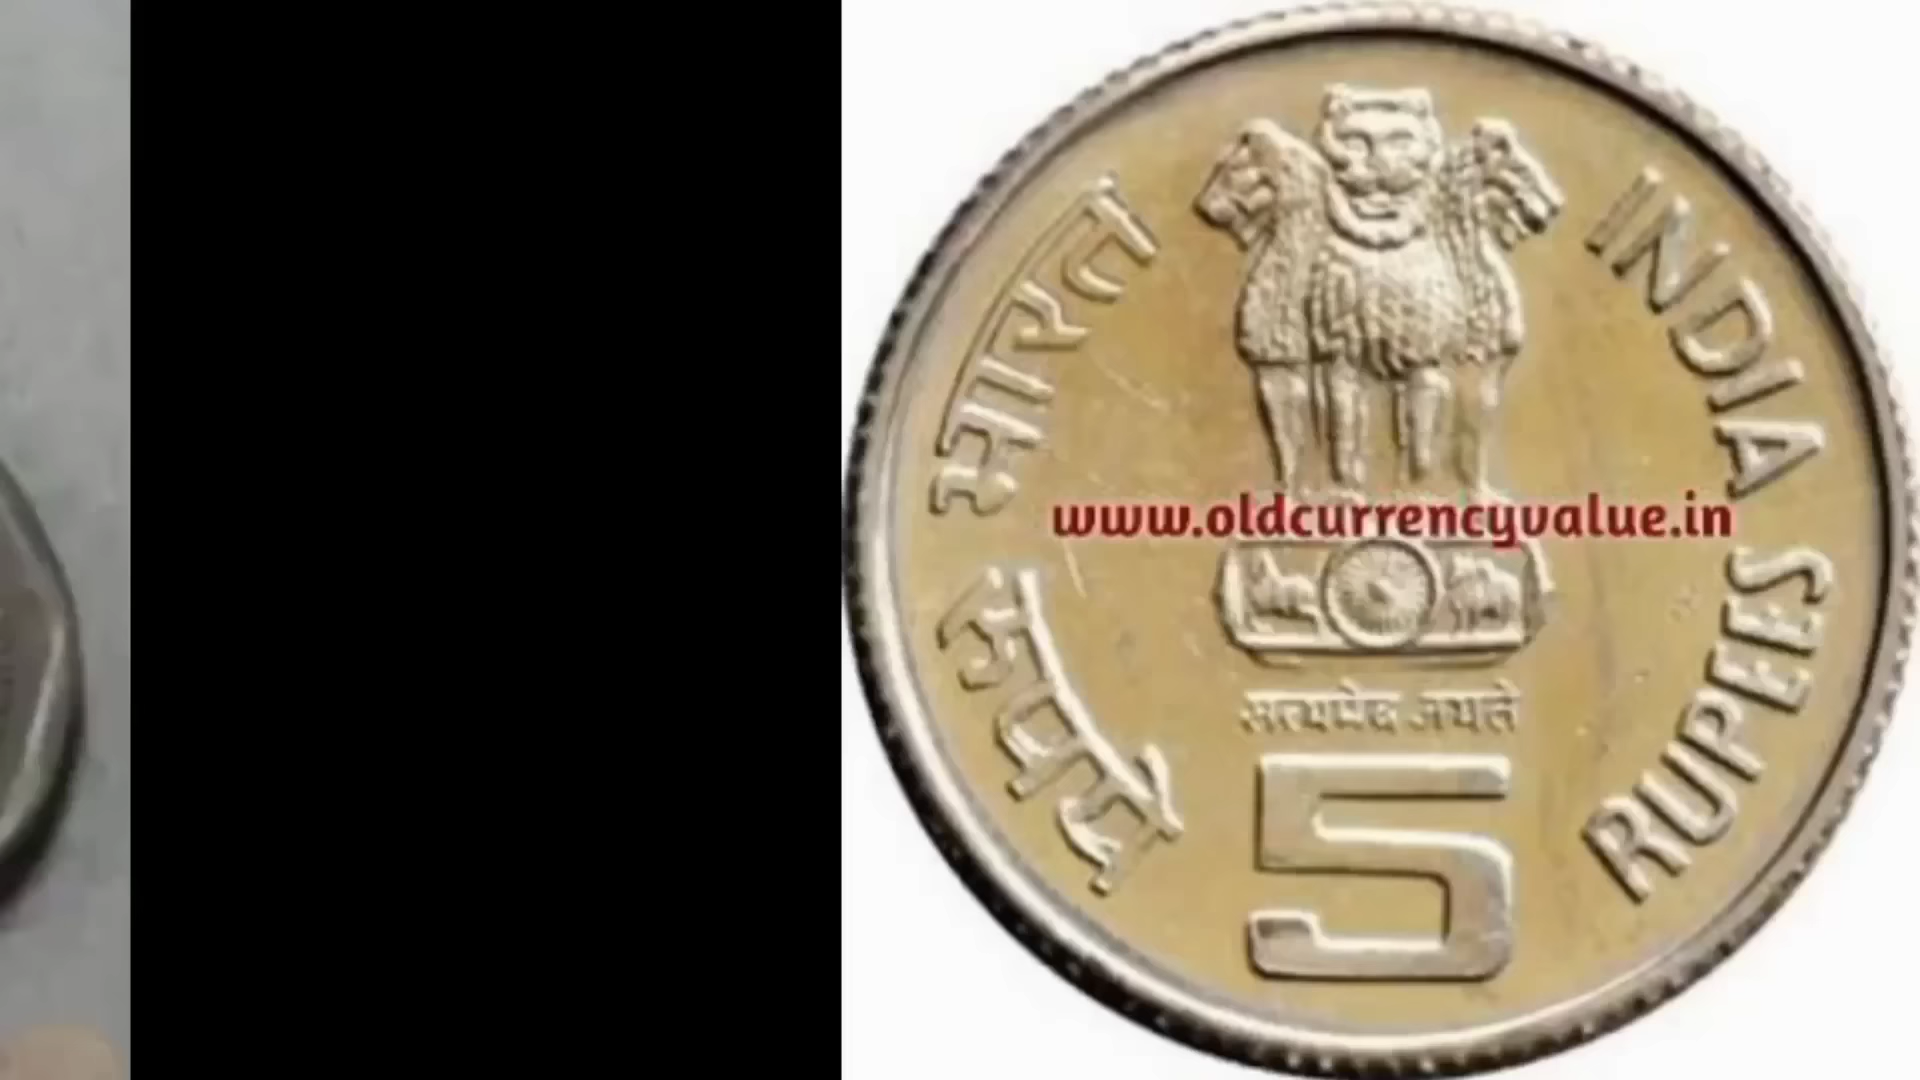 भारत
INDIA
www.oldcurrencyvalue.in
रुपये
RUPEES
सत्यमेव जयते
5